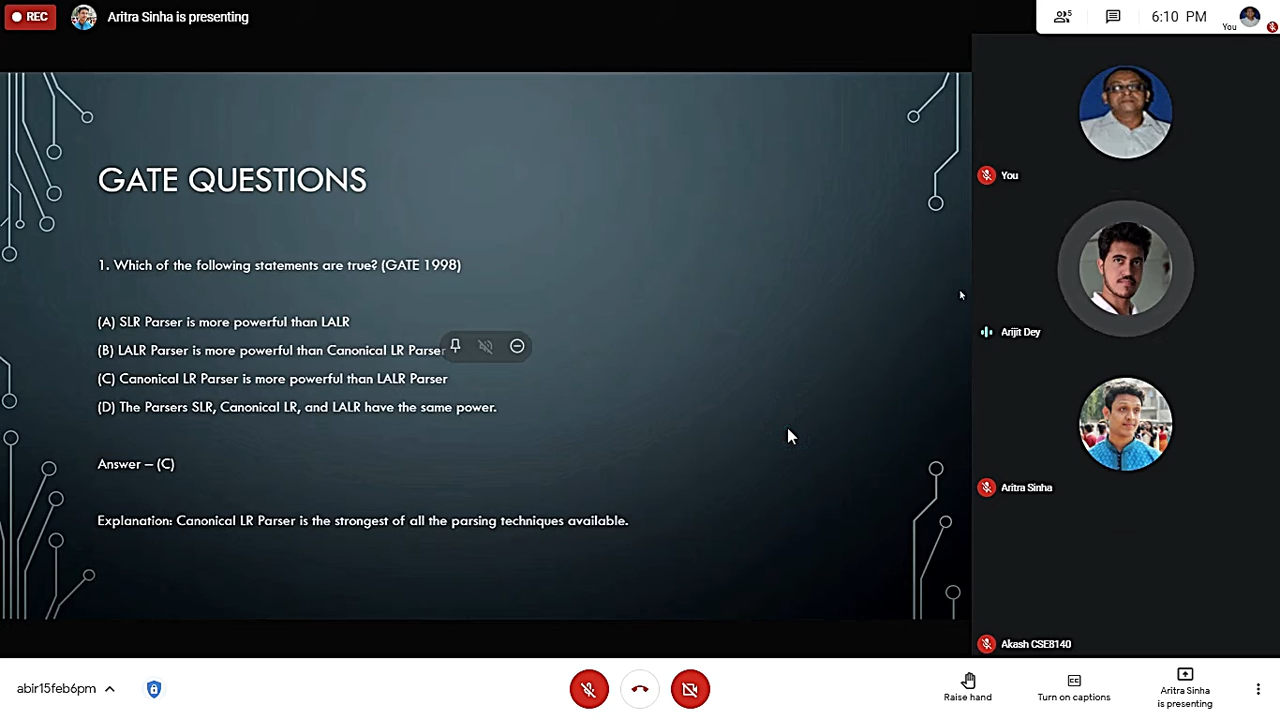 REC
Aritra Sinha is presenting
5
6:10 PM
You
GATE QUESTIONS
1. Which of the following statements are true? (GATE 1998)
(A) SLR Parser is more powerful than LALR
(B) LALR Parser is more powerful than Canonical LR Parser
(C) Canonical LR Parser is more powerful than LALR Parser
(D) The Parsers SLR, Canonical LR, and LALR have the same power.
Answer – (C)
Explanation: Canonical LR Parser is the strongest of all the parsing techniques available.
You
Arijit Dey
Aritra Sinha
Akash CSE8140
abir15feb6pm
Raise hand
CC
Turn on captions
Aritra Sinha
is presenting